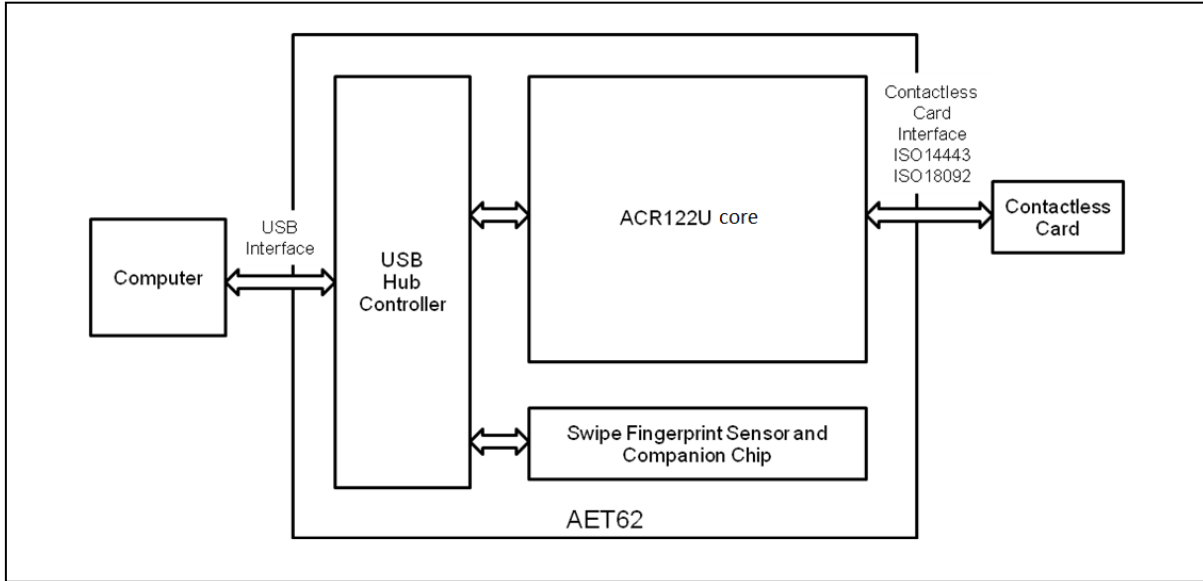 Computer
USB
Interface
USB
Hub
Controller
ACR122U core
Swipe Fingerprint Sensor and
Companion Chip
AET62
Contactless
Card
Interface
ISO14443
ISO18092
Contactless
Card